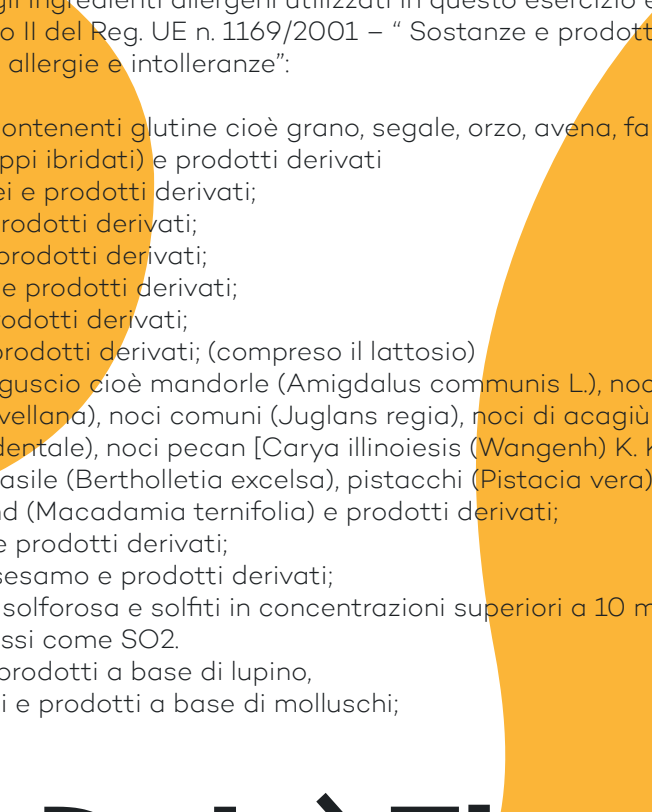 gli ingredienti allergeni utilizzati in questo esercizio e
o II del Reg. UE n. 1169/2001 – “ Sostanze e prodott
allergie e intolleranze”:
ontenenti glutine cioè grano, segale, orzo, avena, fa
ppi ibridati) e prodotti derivati
ei e prodotti derivati;
rodotti derivati;
prodotti derivati;
e prodotti derivati;
odotti derivati;
prodotti derivati; (compreso il lattosio)
guscio cioè mandorle (Amigdalus communis L.), noc
vellana), noci comuni (Juglans regia), noci di acagiù
dentale), noci pecan [Carya illinoiesis (Wangenh) K. K
asile (Bertholletia excelsa), pistacchi (Pistacia vera)
nd (Macadamia ternifolia) e prodotti derivati;
e prodotti derivati;
sesamo e prodotti derivati;
solforosa e solfiti in concentrazioni superiori a 10 m
ssi come SO2.
prodotti a base di lupino,
i e prodotti a base di molluschi;